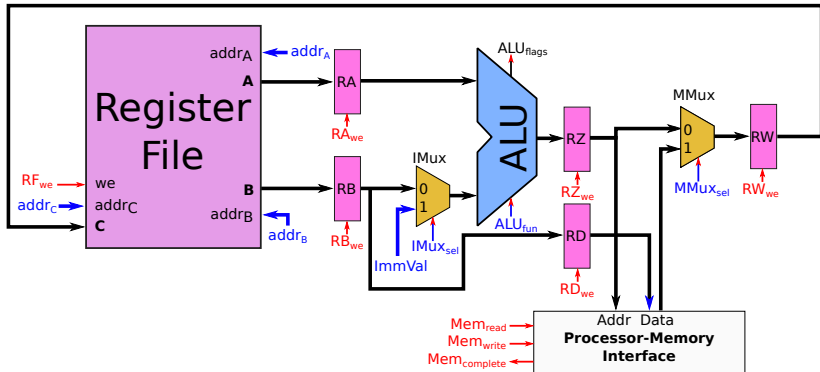 addrA
addrA
A
RA
RAwe
Register
File
RFwe
we
addrC
addrC
C
B
addrB
addrB
RB
RBwe
IMux
0
1
IMuxsel
ImmVal
ALUflags
ALU
ALUfun
RZ
RZwe
RD
RDwe
MMux
0
1
MMuxsel
RW
RWwe
Addr Data
Processor-Memory
Interface
Memread
Memwrite
Memcomplete